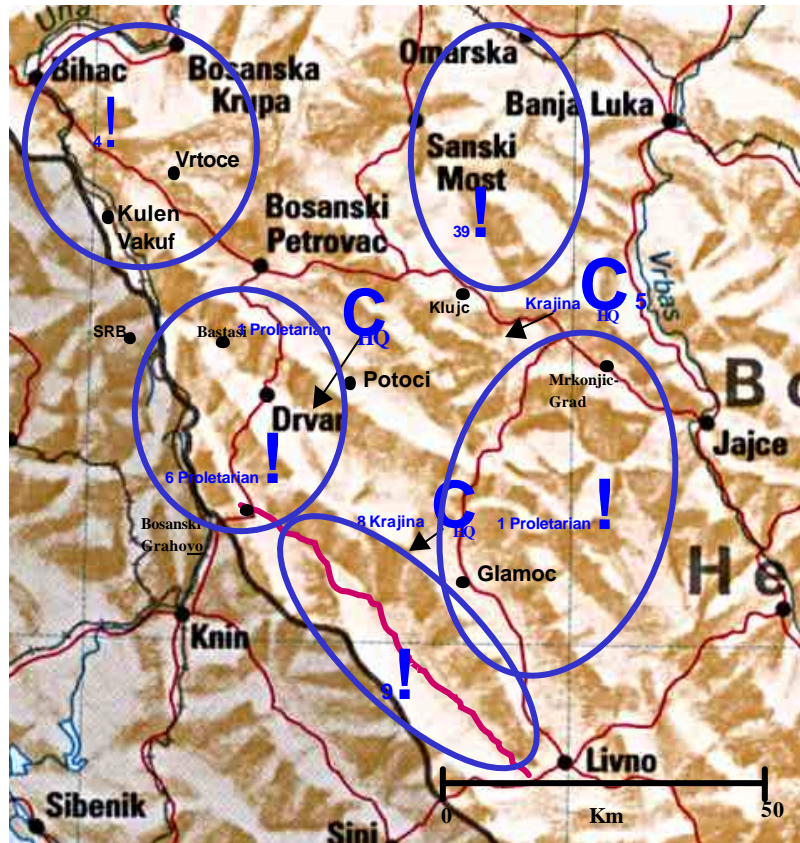 Una
Omarska
Bihac
Bosanska
Krupa
Banja Luka
!
4
Sanski
Most
Vrtoce
Kulen
Vakuf
Bosanski
Petrovac
!
39
Vrbas
C
HQ
5
Krajina
Klujc
C
HQ
SRB
Bastasi
1 Proletarian
Potoci
Mrkonjic-
Grad
B
Drvar
Jajce
!
6 Proletarian
C
HQ
8 Krajina
!
1 Proletarian
Bosanski
Grahovo
Glamoc
He
Knin
!
9
Livno
Sibenik
Sinj
0
Km
50